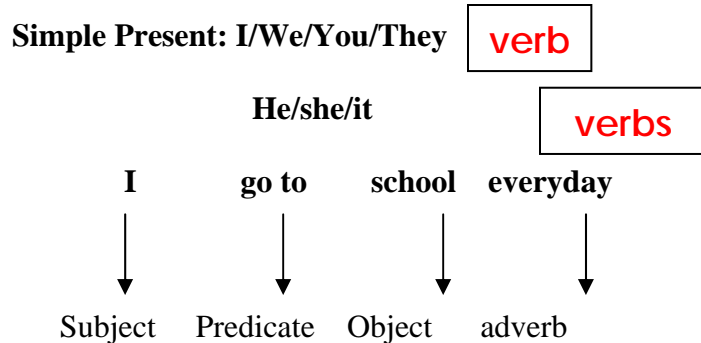 Simple Present: I/We/You/They verb
He/she/it verbs
I go to school everyday
Subject Predicate Object adverb